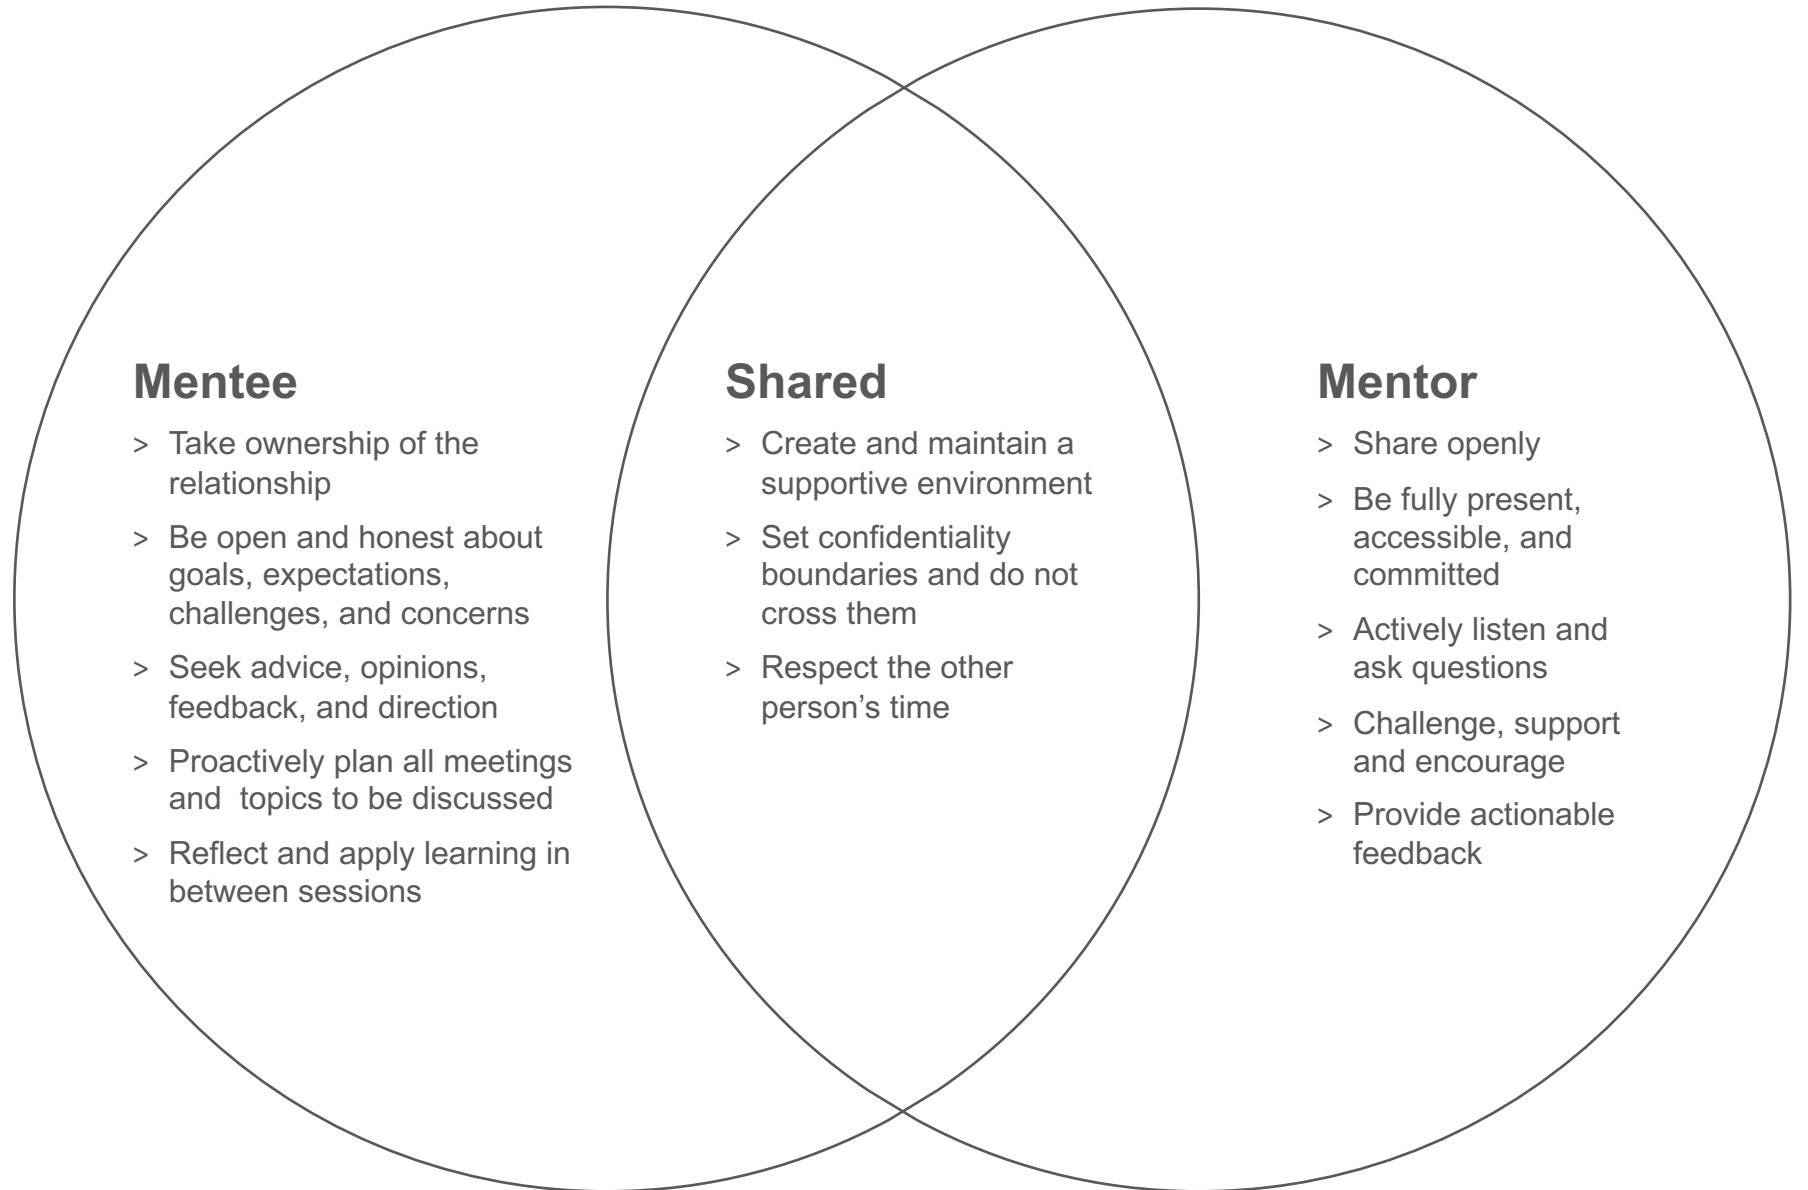 Mentee
> Take ownership of the
relationship
> Be open and honest about
goals, expectations,
challenges, and concerns
> Seek advice, opinions,
feedback, and direction
> Proactively plan all meetings
and  topics to be discussed
> Reflect and apply learning in
between sessions
Shared
> Create and maintain a
supportive environment
> Set confidentiality
boundaries and do not
cross them
> Respect the other
person’s time
Mentor
> Share openly
> Be fully present,
accessible, and
committed
> Actively listen and
ask questions
> Challenge, support
and encourage
> Provide actionable
feedback